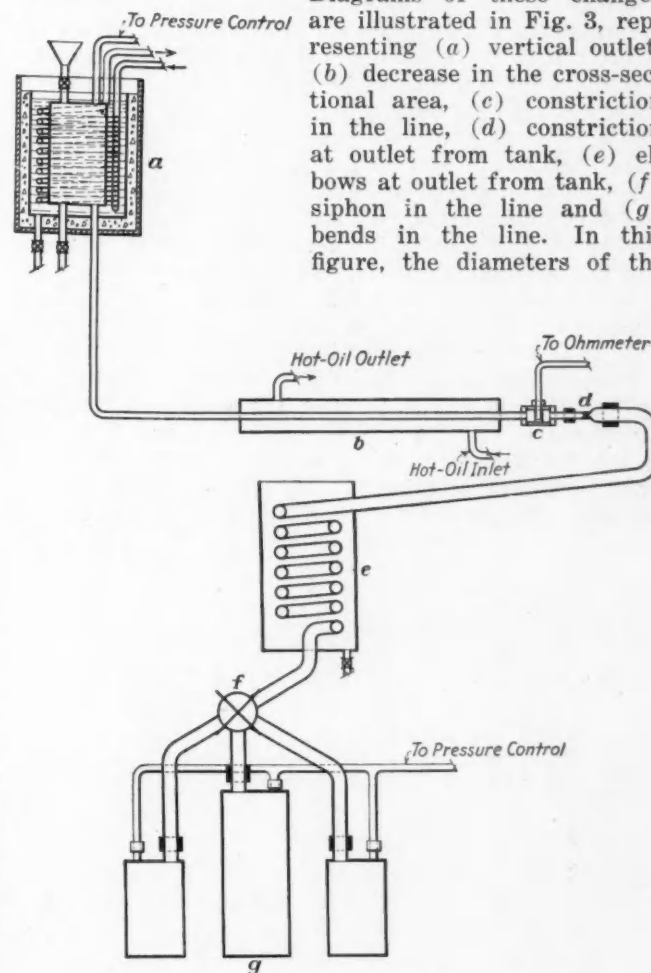 Diagrams of these change
are illustrated in Fig. 3, rep
resenting (a) vertical outlet
(b) decrease in the cross-sec
tional area, (c) constriction
in the line, (d) constriction
at outlet from tank, (e) el
bows at outlet from tank, (f
siphon in the line and (g
bends in the line. In thi
figure, the diameters of th
To Pressure Control
a
Hot-Oil Outlet
To Ohmmeter
b
c
d
Hot-Oil Inlet
e
f
To Pressure Control
g